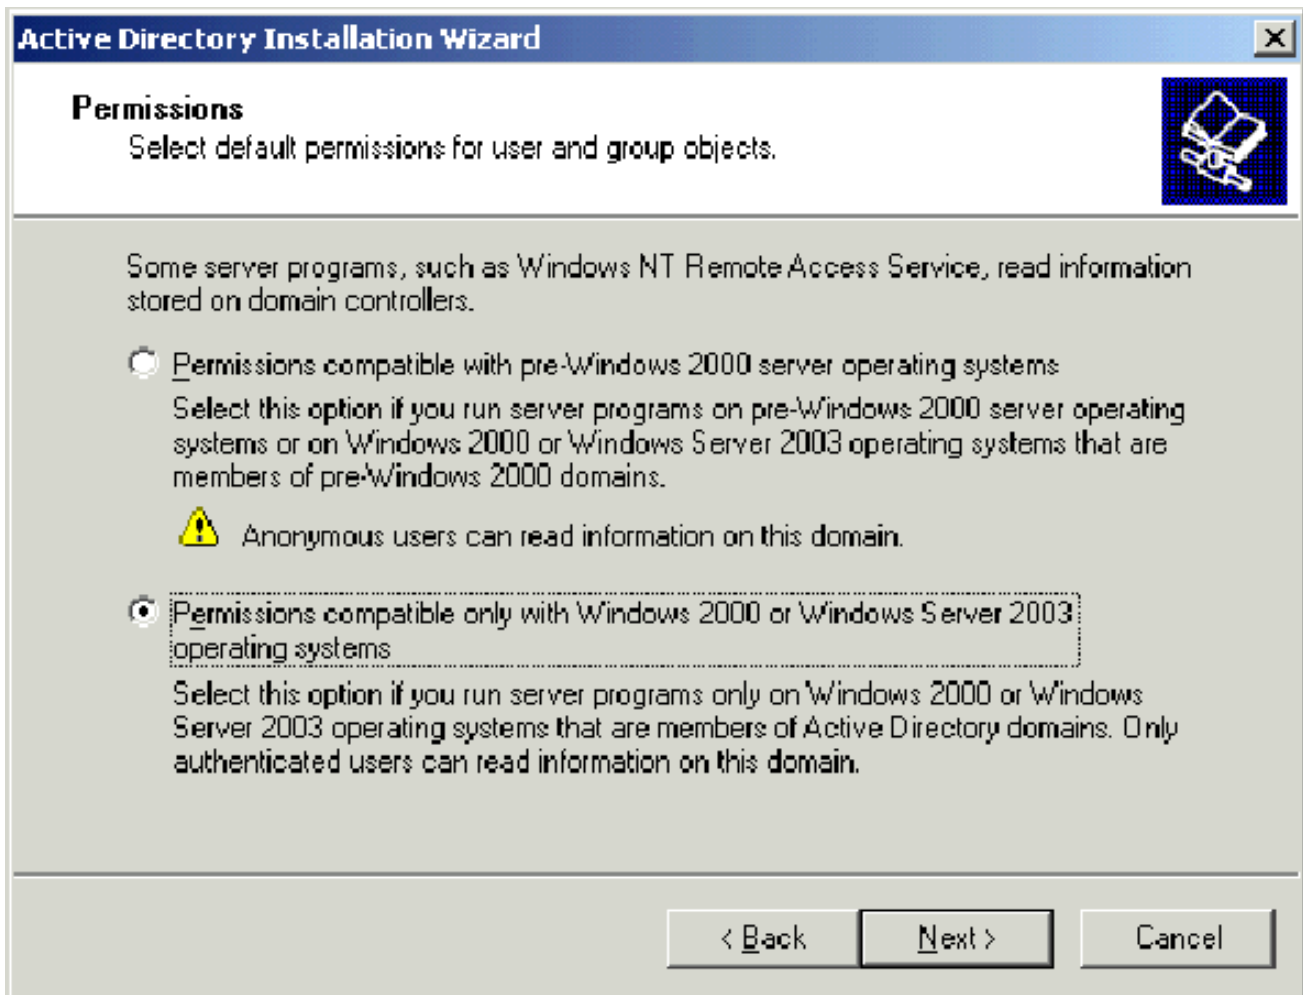 Active Directory Installation Wizard
Permissions
Select default permissions for user and group objects.
Some server programs, such as Windows NT Remote Access Service, read information
stored on domain controllers.
Permissions compatible with pre-Windows 2000 server operating systems
Select this option if you run server programs on pre-Windows 2000 server operating
systems or on Windows 2000 or Windows Server 2003 operating systems that are
members of pre-Windows 2000 domains.
Anonymous users can read information on this domain.
Permissions compatible only with Windows 2000 or Windows Server 2003
operating systems
Select this option if you run server programs only on Windows 2000 or Windows
Server 2003 operating systems that are members of Active Directory domains. Only
authenticated users can read information on this domain.
< Back Next > Cancel